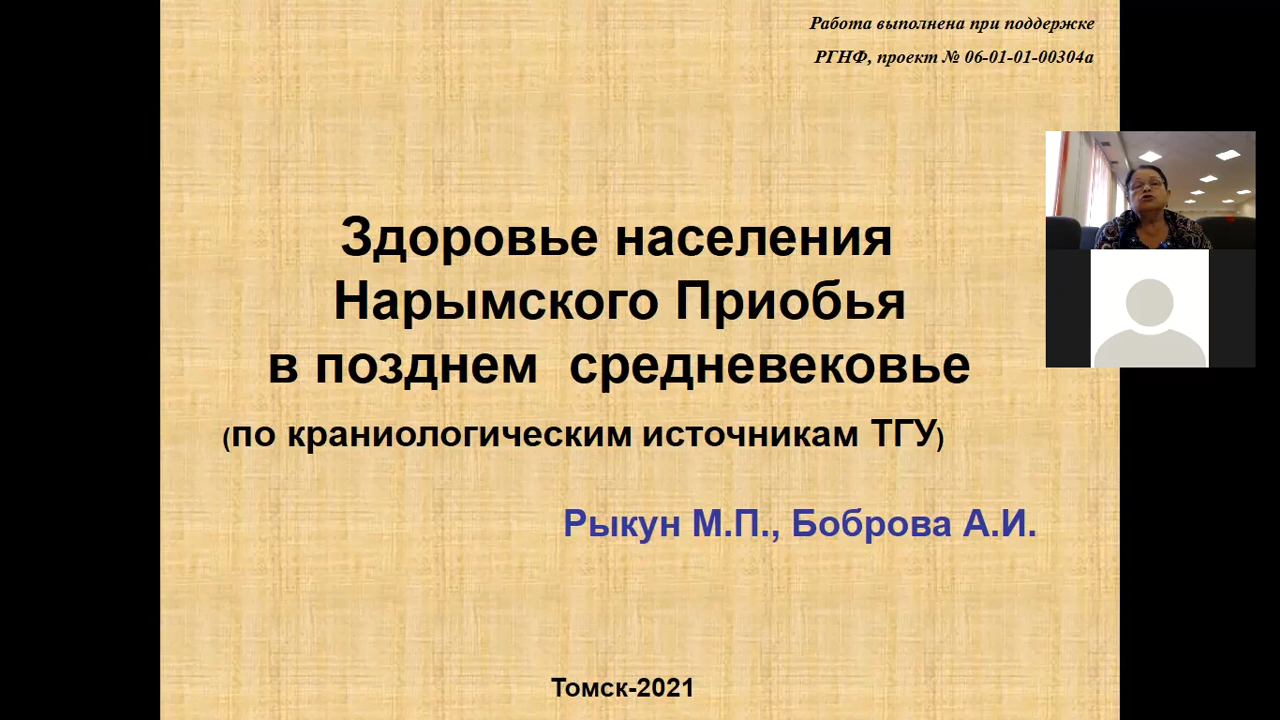 Работа выполнена при поддержке
РГНФ, проект № 06-01-01-00304а
Здоровье населения
Нарымского Приобья
в позднем средневековье
(по краниологическим источникам ТГУ)
Рыкун М.П., Боброва А.И.
Томск-2021